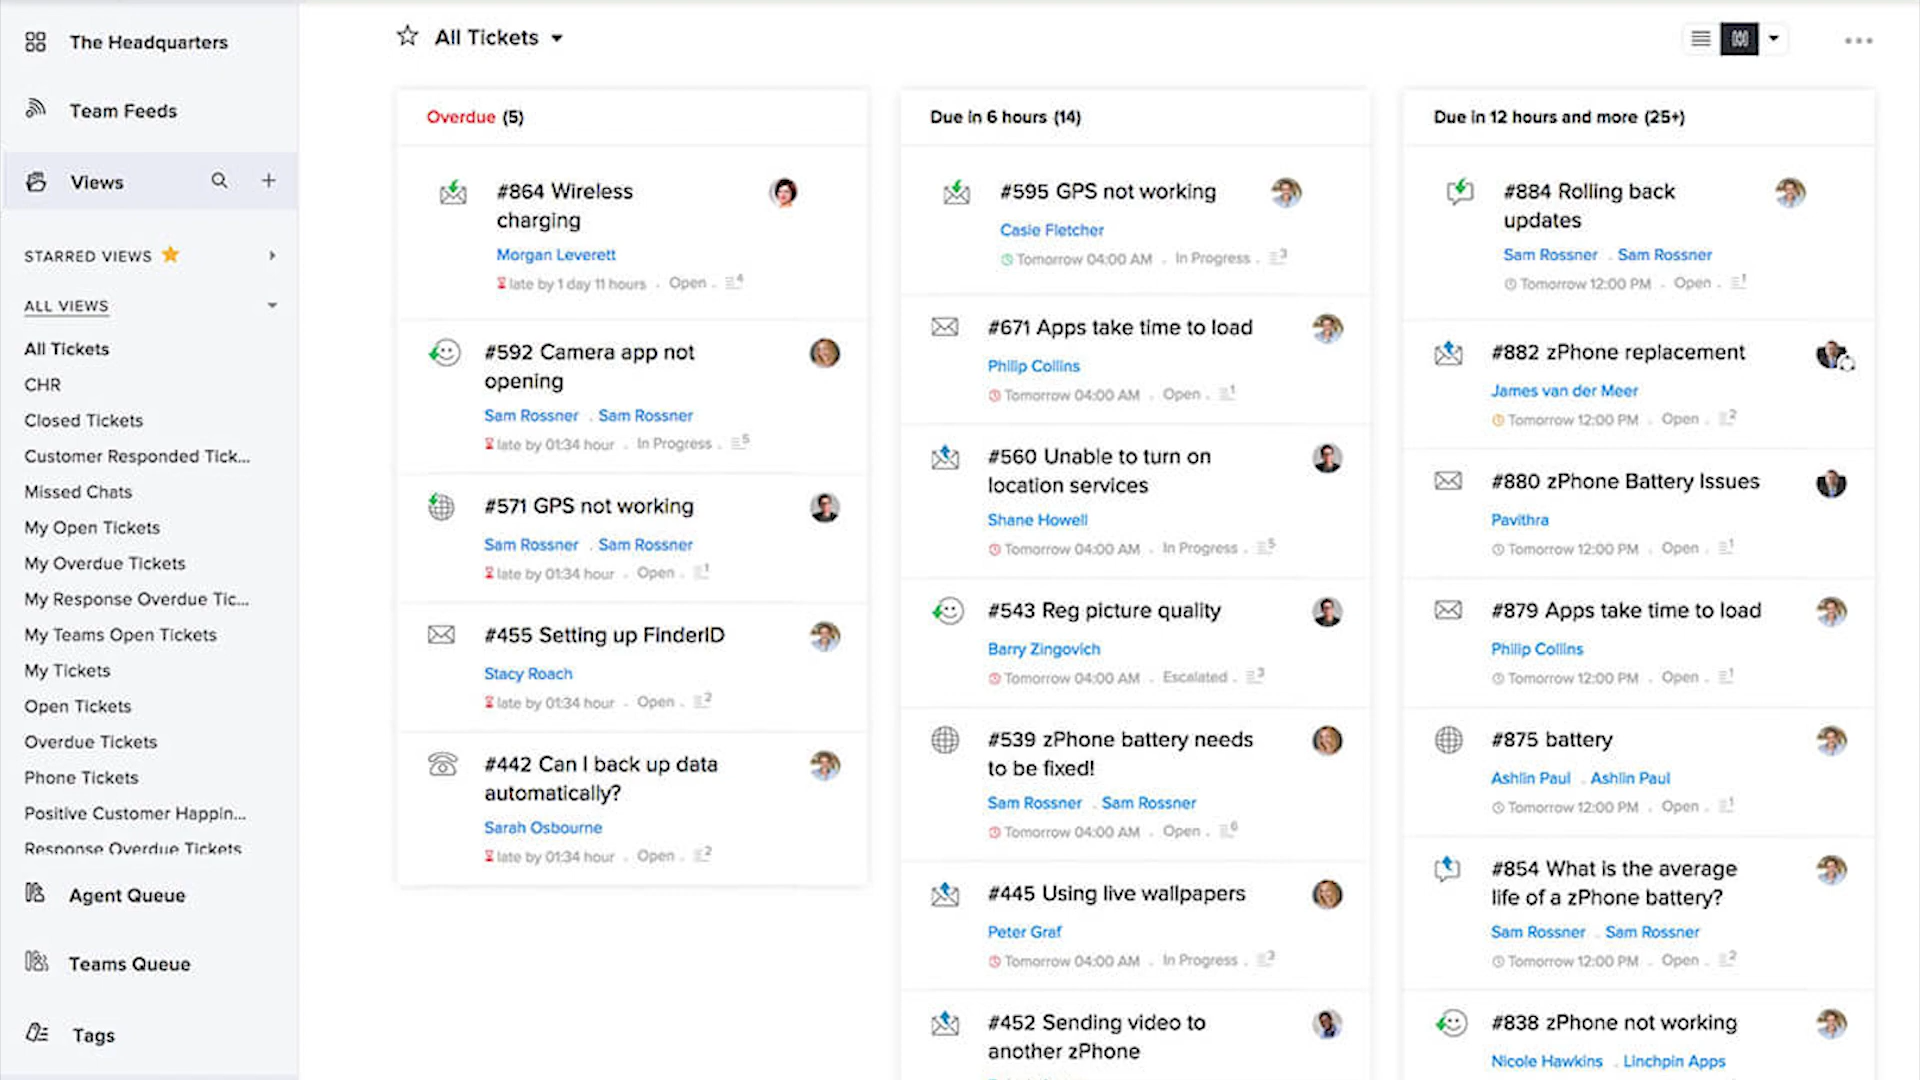 The Headquarters
Team Feeds
Views
STARRED VIEWS
ALL VIEWS
All Tickets
CHR
Closed Tickets
Customer Responded Tick...
Missed Chats
My Open Tickets
My Overdue Tickets
My Response Overdue Tic...
My Teams Open Tickets
My Tickets
Open Tickets
Overdue Tickets
Phone Tickets
Positive Customer Happin...
Response Overdue Tickets
Agent Queue
Teams Queue
Tags
All Tickets
Overdue (5)
#864 Wireless
charging
Morgan Leverett
late by 1 day 11 hours . Open . 4
#592 Camera app not
opening
Sam Rossner . Sam Rossner
late by 01:34 hour . In Progress . 5
#571 GPS not working
Sam Rossner . Sam Rossner
late by 01:34 hour . Open . 1
#455 Setting up FinderID
Stacy Roach
late by 01:34 hour . Open . 2
#442 Can I back up data
automatically?
Sarah Osbourne
late by 01:34 hour . Open . 2
Due in 6 hours (14)
#595 GPS not working
Casie Fletcher
Tomorrow 04:00 AM . In Progress . 3
#671 Apps take time to load
Philip Collins
Tomorrow 04:00 AM . Open . 1
#560 Unable to turn on
location services
Shane Howell
Tomorrow 04:00 AM . In Progress . 5
#543 Reg picture quality
Barry Zingovich
Tomorrow 04:00 AM . Escalated . 3
#539 zPhone battery needs
to be fixed!
Sam Rossner . Sam Rossner
Tomorrow 04:00 AM . Open . 6
#445 Using live wallpapers
Peter Graf
Tomorrow 04:00 AM . In Progress .
#452 Sending video to
another zPhone
Due in 12 hours and more (25+)
#884 Rolling back
updates
Sam Rossner . Sam Rossner
Tomorrow 12:00 PM . Open . 1
#882 zPhone replacement
James van der Meer
Tomorrow 12:00 PM . Open . 2
#880 zPhone Battery Issues
Pavithra
Tomorrow 12:00 PM . Open . 1
#879 Apps take time to load
Philip Collins
Tomorrow 12:00 PM . Open . 1
#875 battery
Ashlin Paul . Ashlin Paul
Tomorrow 12:00 PM . Open . 1
#854 What is the average
life of a zPhone battery?
Sam Rossner . Sam Rossner
Tomorrow 12:00 PM . Open . 2
#838 zPhone not working
Nicole Hawkins . Linchpin Apps